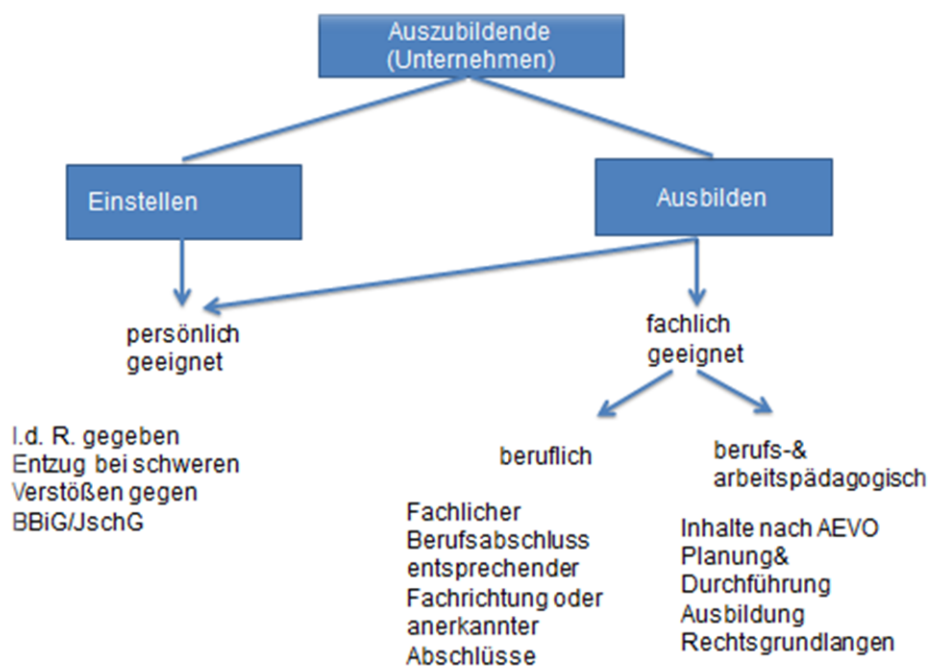 Auszubildende
(Unternehmen)
Einstellen
Ausbilden
persönlich
geeignet
fachlich
geeignet
I.d. R. gegeben
Entzug bei schweren
Verstößen gegen
BBiG/JschG
beruflich
berufs-&
arbeitspädagogisch
Fachlicher
Berufsabschluss
entsprechender
Fachrichtung oder
anerkannter
Abschlüsse
Inhalte nach AEVO
Planung&
Durchführung
Ausbildung
Rechtsgrundlangen